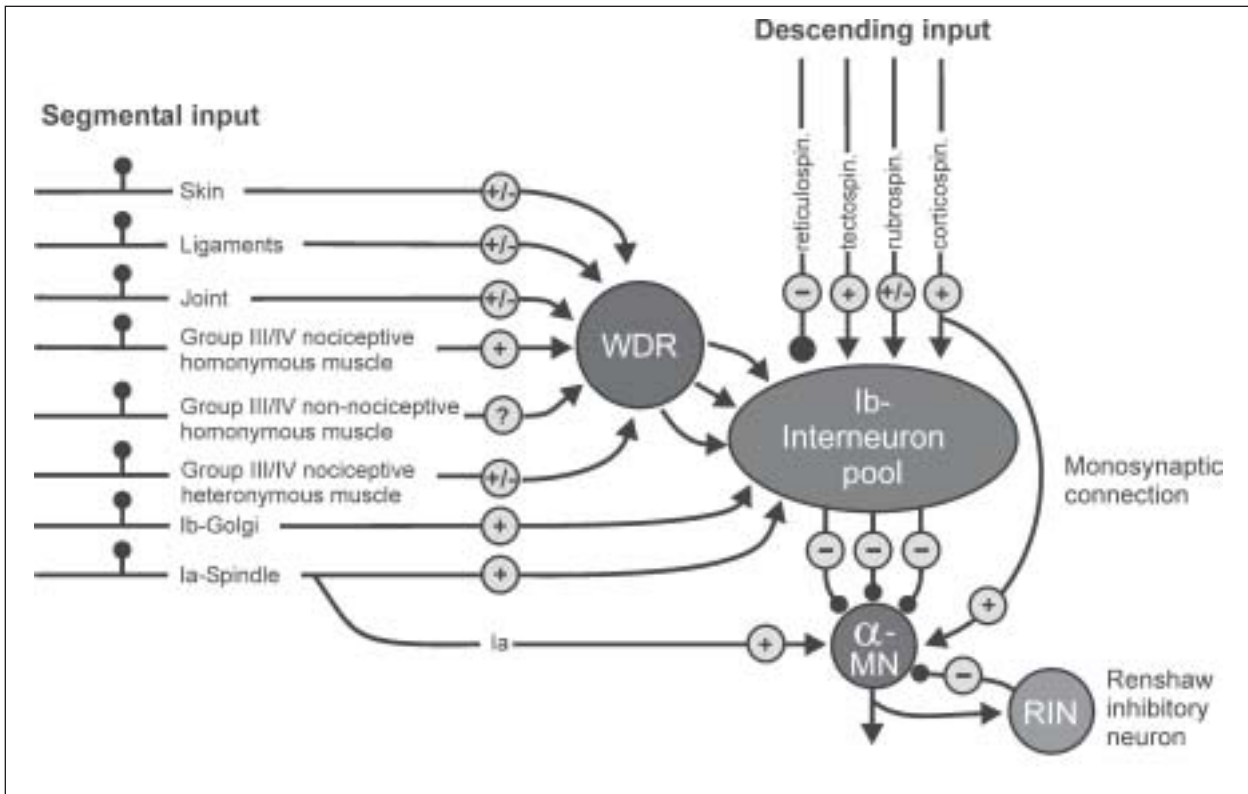 Descending input
Segmental input
reticulospin.
tectospin.
rubrospin.
corticospin.
Skin
+/-
Ligaments
+/-
Joint
+/-
Group III/IV nociceptive
homonymous muscle
+
Group III/IV non-nociceptive
homonymous muscle
?
Group III/IV nociceptive
heteronymous muscle
+/-
Ib-Golgi
+
Ia-Spindle
+
Ia
+
WDR
−
+
+/-
+
Ib-
Interneuron
pool
Monosynaptic
connection
−
−
−
+
α-
MN
−
RIN
Renshaw
inhibitory
neuron